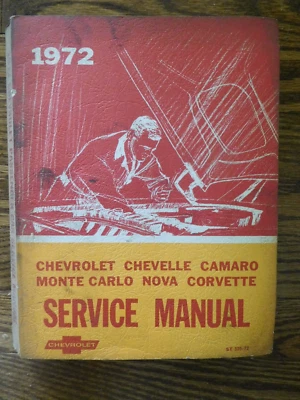 1972
CHEVROLET CHEVELLE CAMARO
MONTE CARLO NOVA CORVETTE
SERVICE MANUAL
CHEVROLET